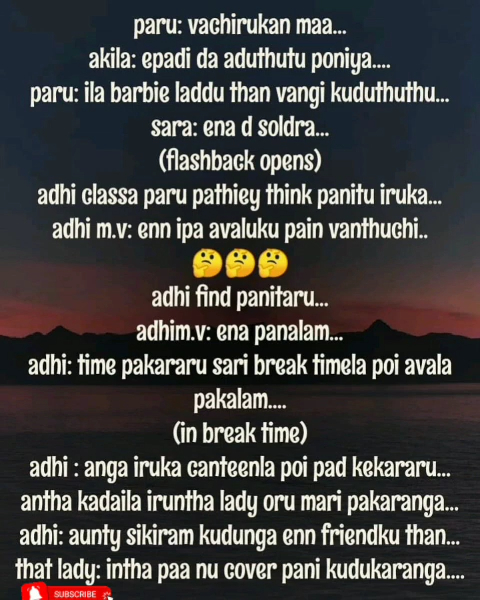 paru: vachirukan maa...
akila: epadi da aduthutu poniya....
paru: ila barbie laddu than vangi kuduthuthu...
sara: ena d soldra...
(flashback opens)
adhi classa paru pathiey think panitu iruka...
adhi m.v: enn ipa avaluku pain vanthuchi..
🤔🤔🤔
adhi find panitaru...
adhim.v: ena panalam...
adhi: time pakararu sari break timela poi avala
pakalam....
(in break time)
adhi : anga iruka canteenla poi pad kekararu...
antha kadaila iruntha lady oru mari pakaranga...
adhi: aunty sikiram kudunga enn friendku than...
that lady: intha paa nu cover pani kudukaranga....
SUBSCRIBE